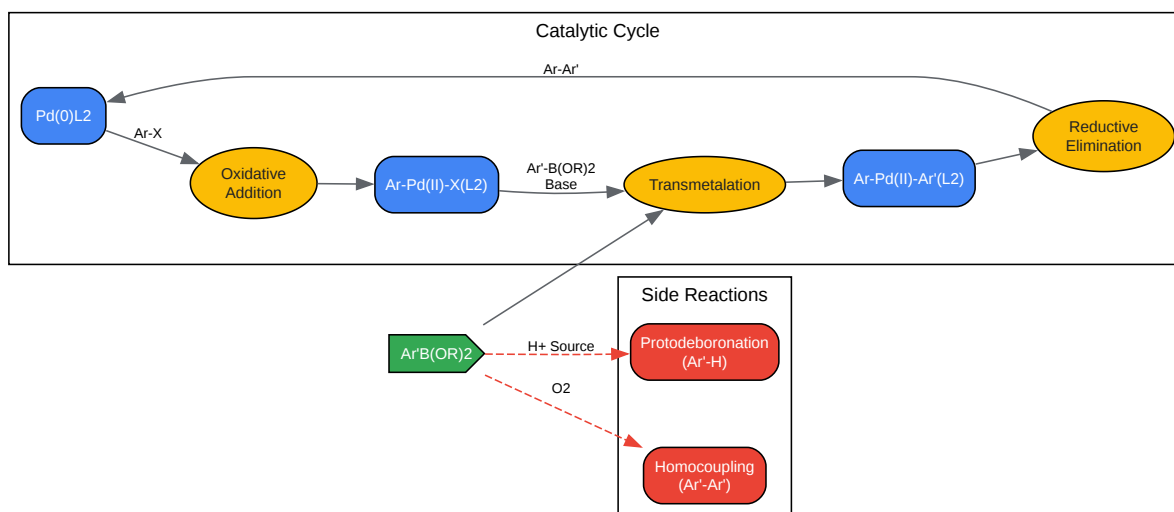 Catalytic Cycle
Ar-Ar'
Pd(0)L2
Ar-X
Oxidative
Addition
Ar-Pd(II)-X(L2)
Ar'-B(OR)2
Base
Transmetalation
Ar-Pd(II)-Ar'(L2)
Reductive
Elimination
Side Reactions
Ar'B(OR)2
H+ Source
Protodeboronation
(Ar'-H)
O2
Homocoupling
(Ar'-Ar')